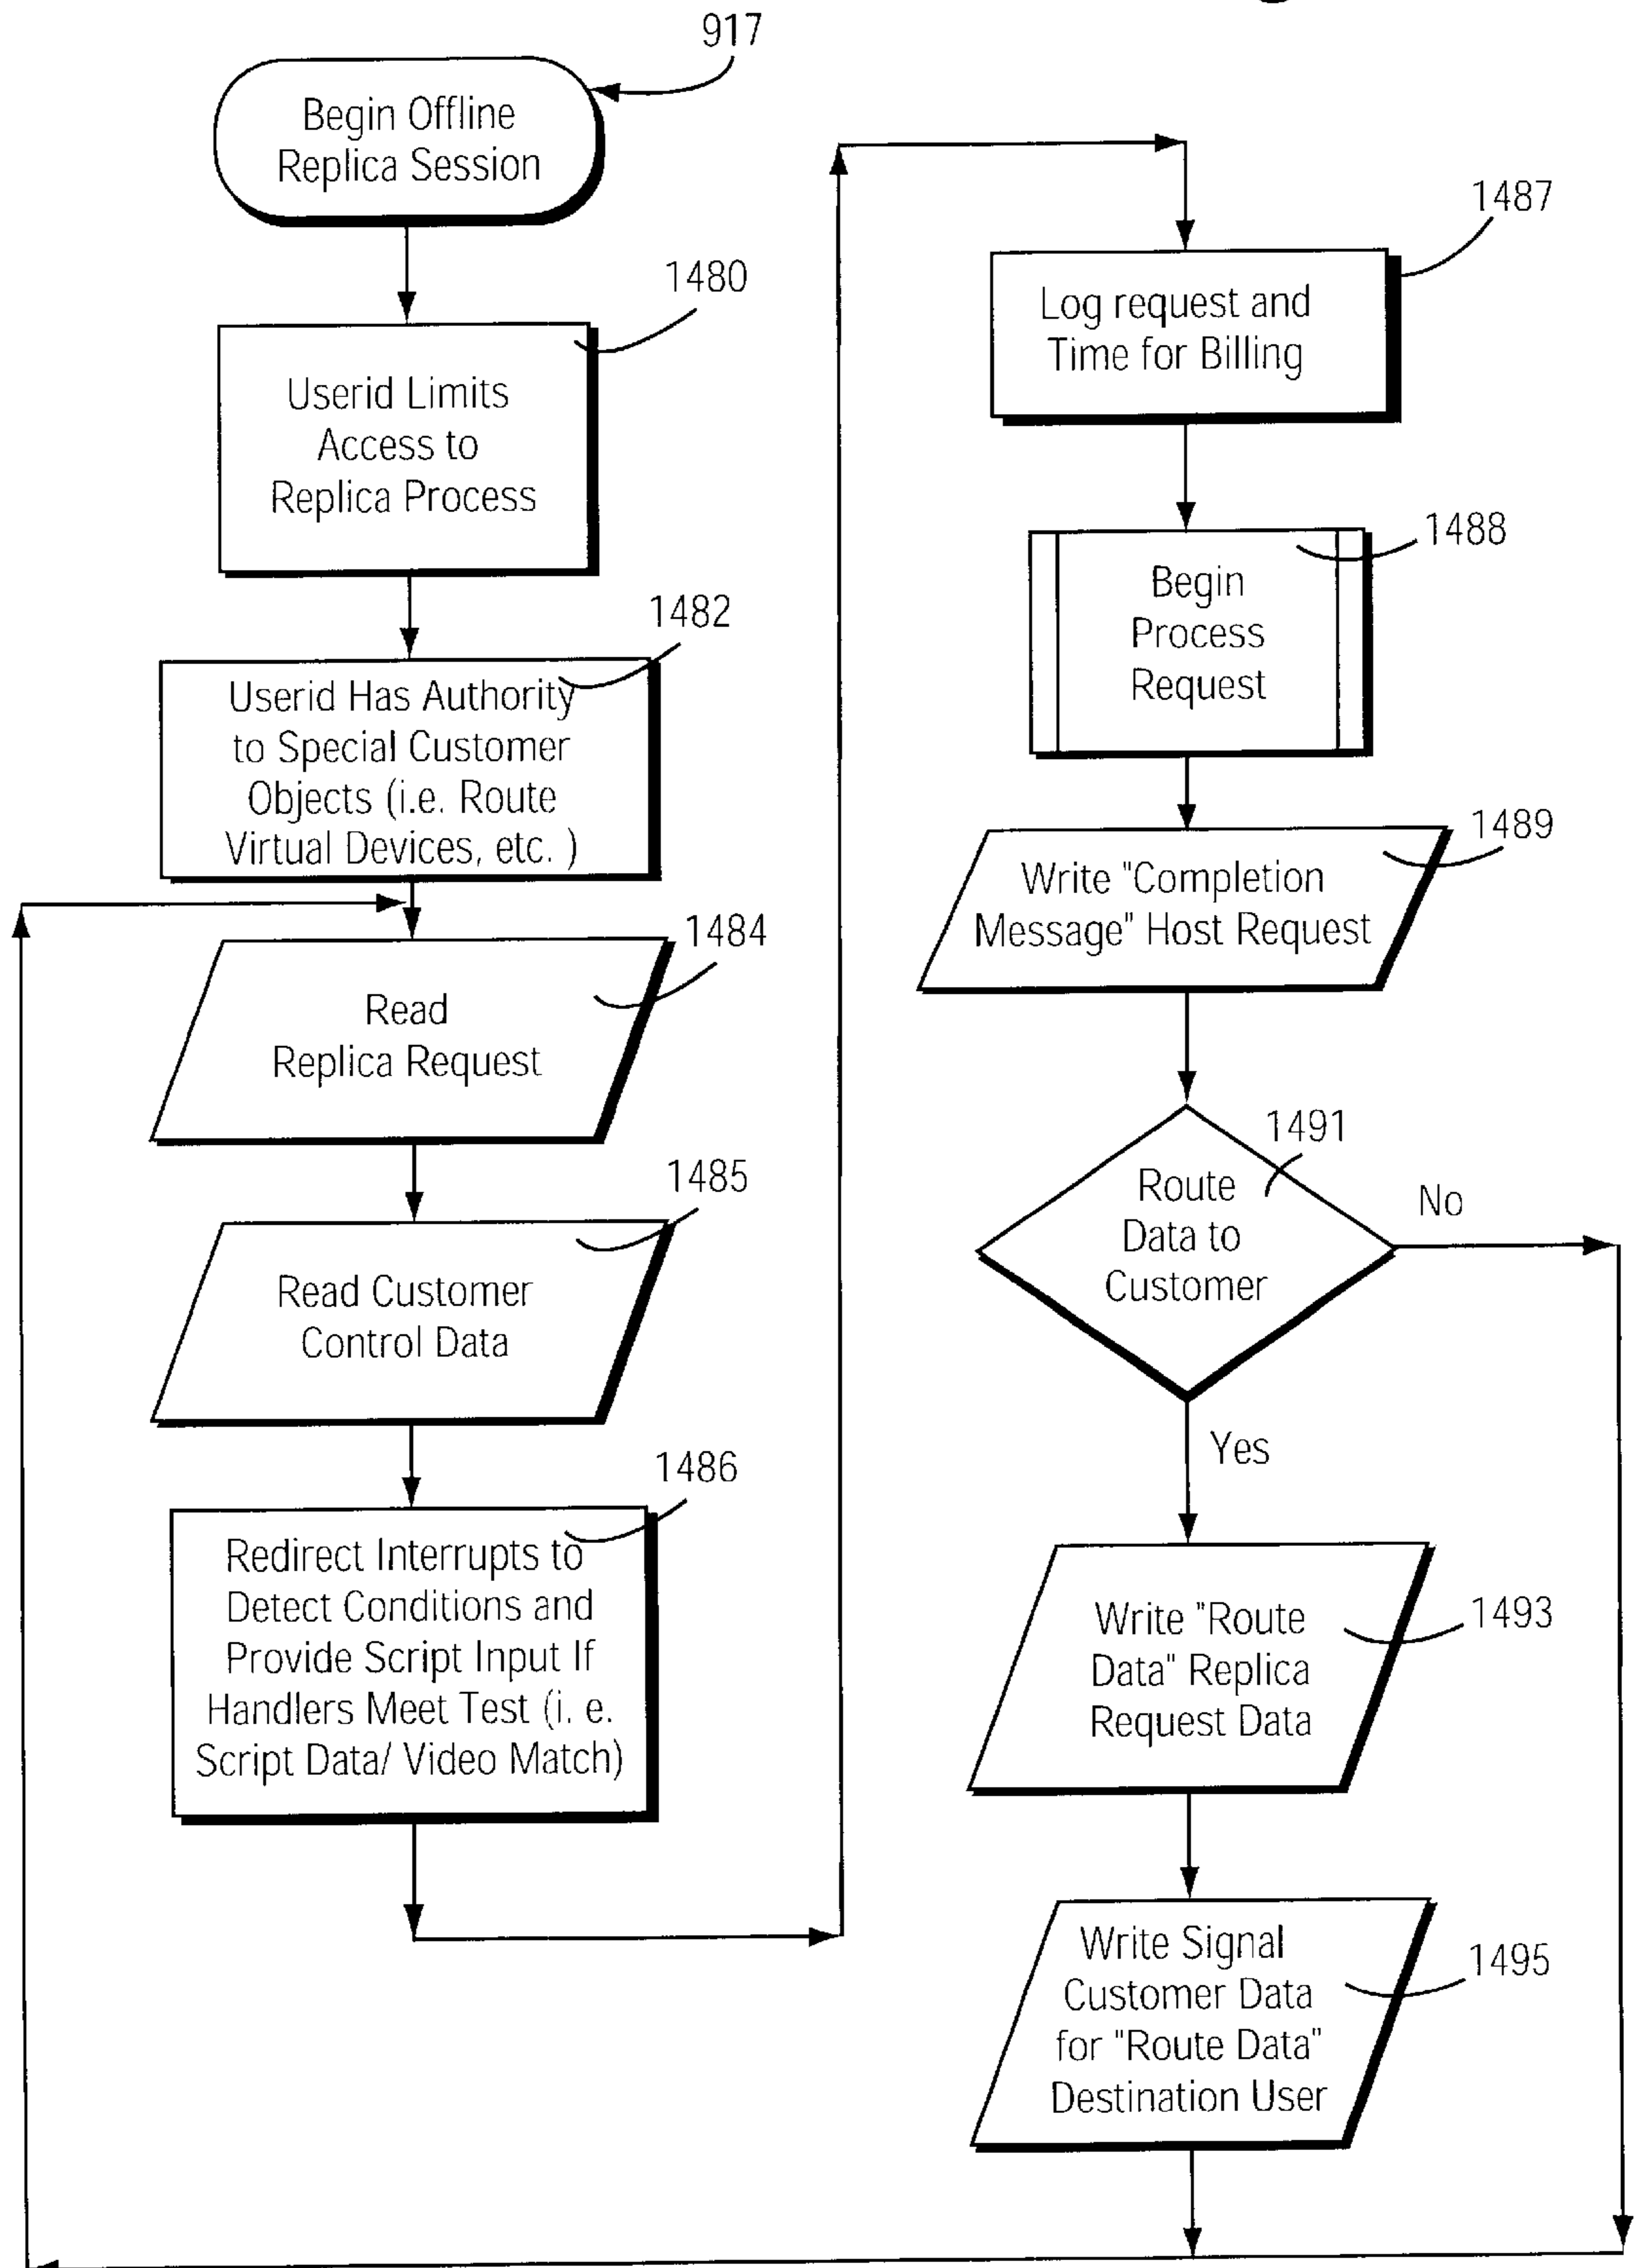 917
Begin Offline
Replica Session
1480
Userid Limits
Access to
Replica Process
1482
Userid Has Authority
to Special Customer
Objects (i.e. Route
Virtual Devices, etc. )
1484
Read
Replica Request
1485
Read Customer
Control Data
1486
Redirect Interrupts to
Detect Conditions and
Provide Script Input If
Handlers Meet Test (i. e.
Script Data/ Video Match)
1487
Log request and
Time for Billing
1488
Begin
Process
Request
1489
Write "Completion
Message" Host Request
1491
Route
Data to
Customer
No
Yes
Write "Route
Data" Replica
Request Data
1493
Write Signal
Customer Data
for "Route Data"
Destination User
1495